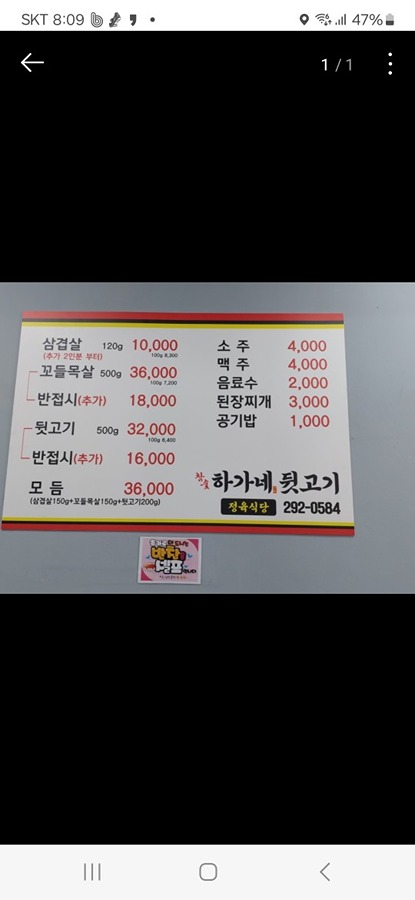 SKT 8:09
47%
1 / 1
삼겹살 120g 10,000
(추가 2인분 부터) 100g 8,300
꼬들목살 500g 36,000
100g 7,200
반접시(추가) 18,000
뒷고기 500g 32,000
100g 6,400
반접시(추가) 16,000
모 듬 36,000
(삼겹살150g+꼬들목살150g+뒷고기200g)
소 주 4,000
맥 주 4,000
음료수 2,000
된장찌개 3,000
공기밥 1,000
하가네 뒷고기
정육식당 292-0584
반찬
셀프